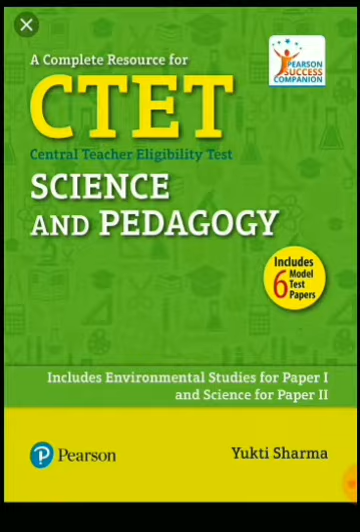 A Complete Resource for
PEARSON
SUCCESS
COMPANION
CTET
Central Teacher Eligibility Test
SCIENCE
AND PEDAGOGY
Includes
6 Model
Test
Papers
Includes Environmental Studies for Paper I
and Science for Paper II
Pearson
Yukti Sharma